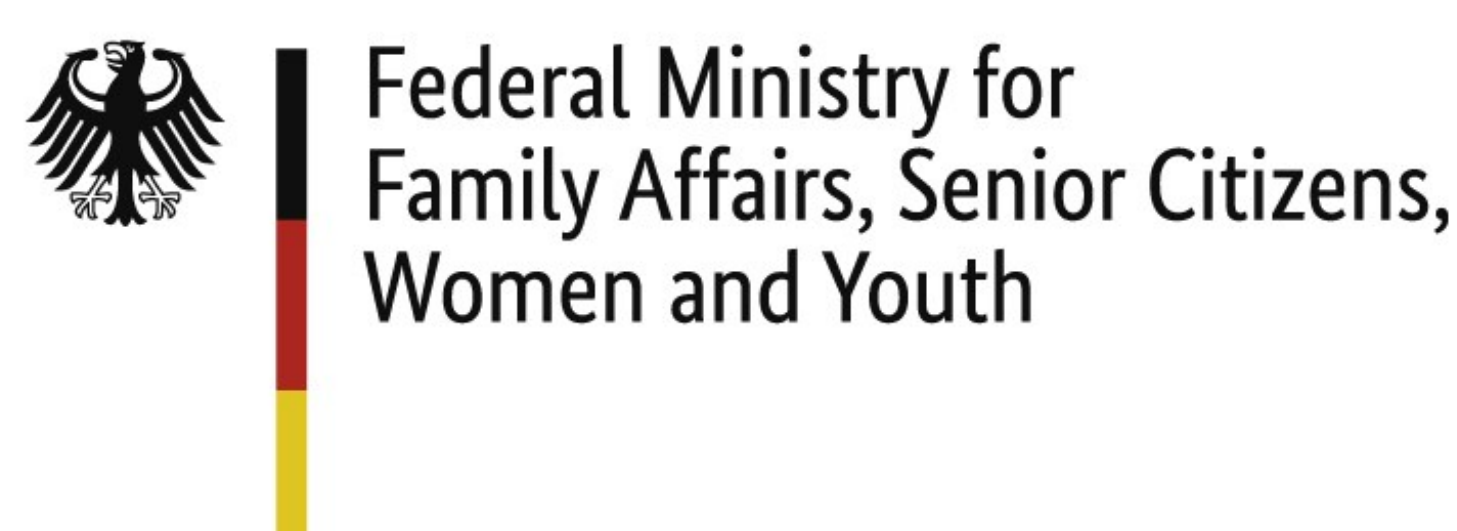 Federal Ministry for
Family Affairs, Senior Citizens,
Women and Youth